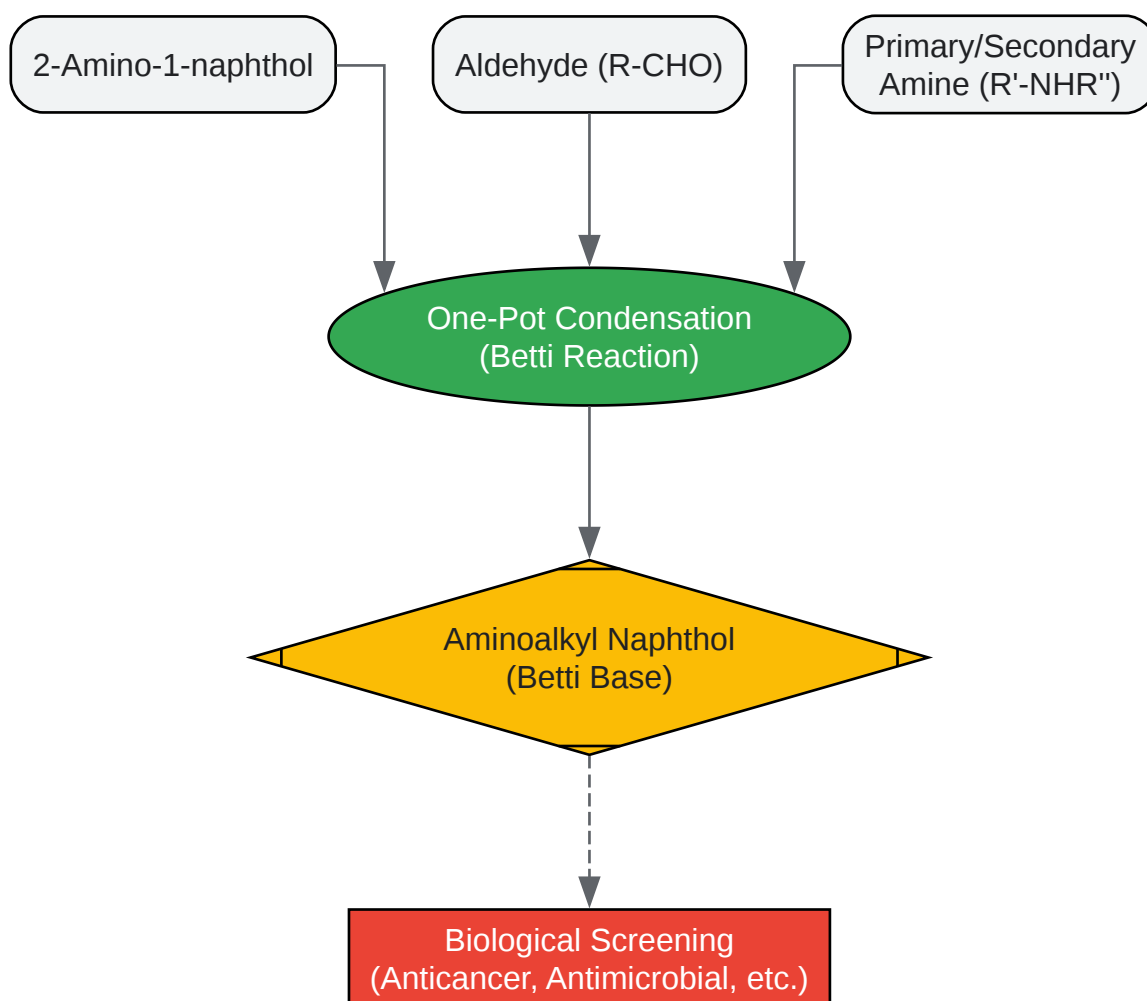 2-Amino-1-naphthol
Aldehyde (R-CHO)
Primary/Secondary
Amine (R'-NHR'')
One-Pot Condensation
(Betti Reaction)
Aminoalkyl Naphthol
(Betti Base)
Biological Screening
(Anticancer, Antimicrobial, etc.)